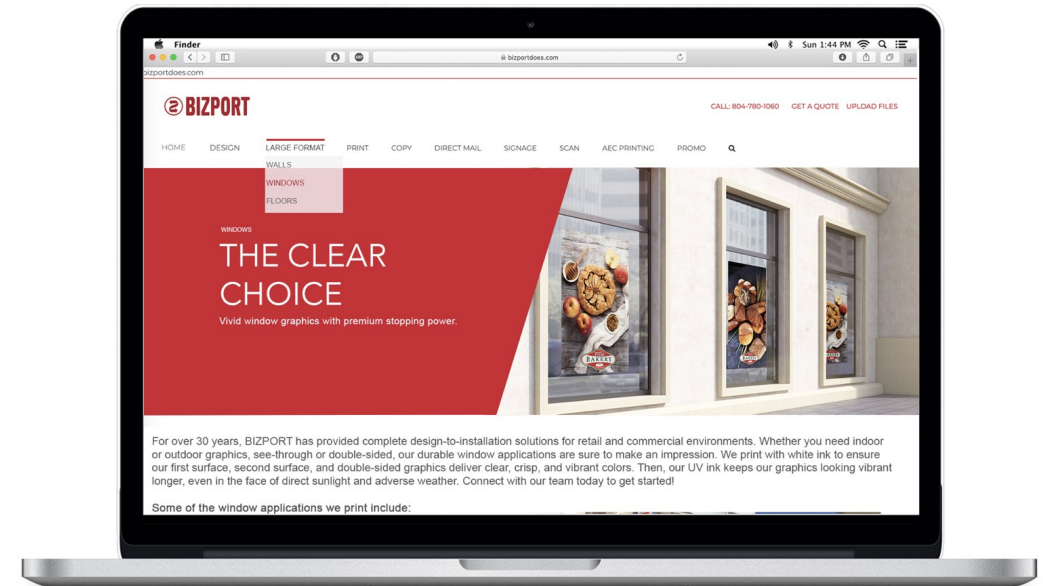 Finder
Sun 1:44 PM
bizportdoes.com
bizportdoes.com
BIZPORT
CALL: 804-780-1060 GET A QUOTE UPLOAD FILES
HOME DESIGN LARGE FORMAT PRINT COPY DIRECT MAIL SIGNAGE SCAN AEC PRINTING PROMO
WALLS
WINDOWS
FLOORS
WINDOWS
THE CLEAR
CHOICE
Vivid window graphics with premium stopping power.
BAKERY
BAKERY
For over 30 years, BIZPORT has provided complete design-to-installation solutions for retail and commercial environments. Whether you need indoor
or outdoor graphics, see-through or double-sided, our durable window applications are sure to make an impression. We print with white ink to ensure
our first surface, second surface, and double-sided graphics deliver clear, crisp, and vibrant colors. Then, our UV ink keeps our graphics looking vibrant
longer, even in the face of direct sunlight and adverse weather. Connect with our team today to get started!
Some of the window applications we print include: